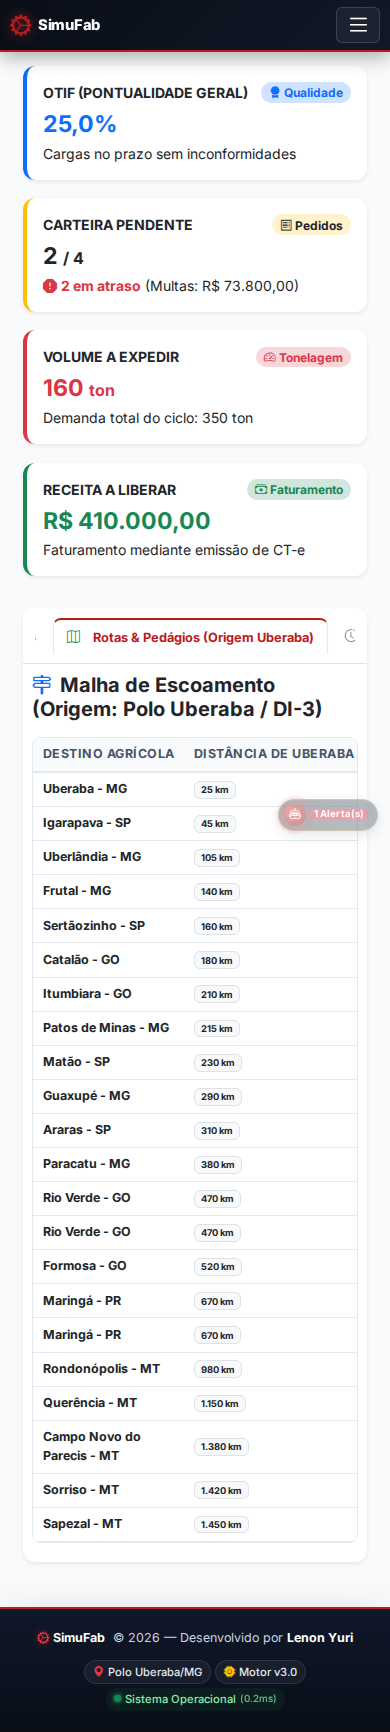 SimuFab
OTIF (PONTUALIDADE GERAL)
Qualidade
25,0%
Cargas no prazo sem inconformidades
CARTEIRA PENDENTE
Pedidos
2 / 4
2 em atraso (Multas: R$ 73.800,00)
VOLUME A EXPEDIR
Tonelagem
160 ton
Demanda total do ciclo: 350 ton
RECEITA A LIBERAR
Faturamento
R$ 410.000,00
Faturamento mediante emissão de CT-e
Rotas & Pedágios (Origem Uberaba)
Malha de Escoamento
(Origem: Polo Uberaba / DI-3)
DESTINO AGRÍCOLA DISTÂNCIA DE UBERABA
Uberaba - MG 25 km
1 Alerta(s)
Igarapava - SP 45 km
Uberlândia - MG 105 km
Frutal - MG 140 km
Sertãozinho - SP 160 km
Catalão - GO 180 km
Itumbiara - GO 210 km
Patos de Minas - MG 215 km
Matão - SP 230 km
Guaxupé - MG 290 km
Araras - SP 310 km
Paracatu - MG 380 km
Rio Verde - GO 470 km
Rio Verde - GO 470 km
Formosa - GO 520 km
Maringá - PR 670 km
Maringá - PR 670 km
Rondonópolis - MT 980 km
Querência - MT 1.150 km
Campo Novo do
Parecis - MT 1.380 km
Sorriso - MT 1.420 km
Sapezal - MT 1.450 km
SimuFab © 2026 — Desenvolvido por Lenon Yuri
Polo Uberaba/MG Motor v3.0
Sistema Operacional (0.2ms)